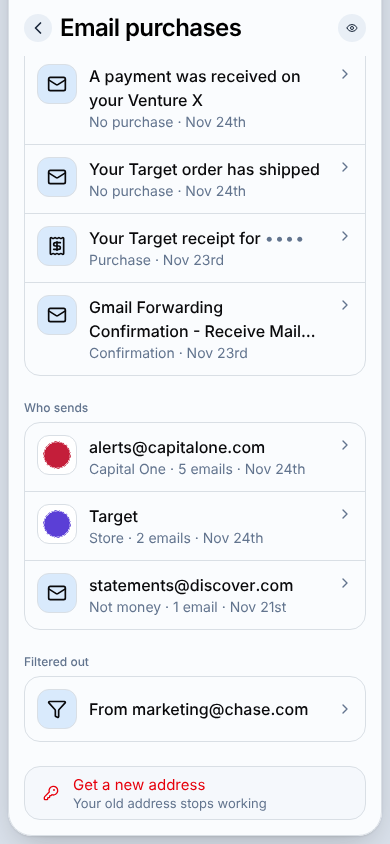 Email purchases
A payment was received on
your Venture X
No purchase · Nov 24th
Your Target order has shipped
No purchase · Nov 24th
Your Target receipt for ••••
Purchase · Nov 23rd
Gmail Forwarding
Confirmation - Receive Mail...
Confirmation · Nov 23rd
Who sends
alerts@capitalone.com
Capital One · 5 emails · Nov 24th
Target
Store · 2 emails · Nov 24th
statements@discover.com
Not money · 1 email · Nov 21st
Filtered out
From marketing@chase.com
Get a new address
Your old address stops working